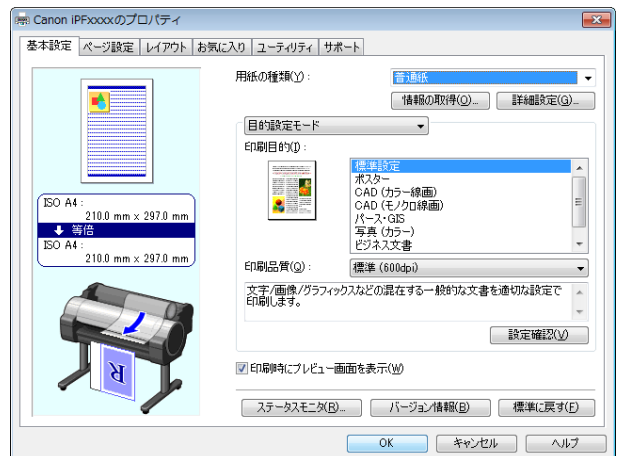 Canon iPFxxxxのプロパティ
基本設定 ページ設定 レイアウト お気に入り ユーティリティ サポート
用紙の種類(Y)： 普通紙
情報の取得(O)... 詳細設定(G)...
目的設定モード
印刷目的(I)：
標準設定
ポスター
CAD (カラー線画)
CAD (モノクロ線画)
パース・GIS
写真 (カラー)
ビジネス文書
ISO A4：
210.0 mm x 297.0 mm
等倍
ISO A4：
210.0 mm x 297.0 mm
印刷品質(Q)： 標準 (600dpi)
文字/画像/グラフィックスなどの混在する一般的な文書を適切な設定で
印刷します。
設定確認(V)
R
印刷時にプレビュー画面を表示(W)
ステータスモニタ(R)... バージョン情報(B) 標準に戻す(F)
OK キャンセル ヘルプ